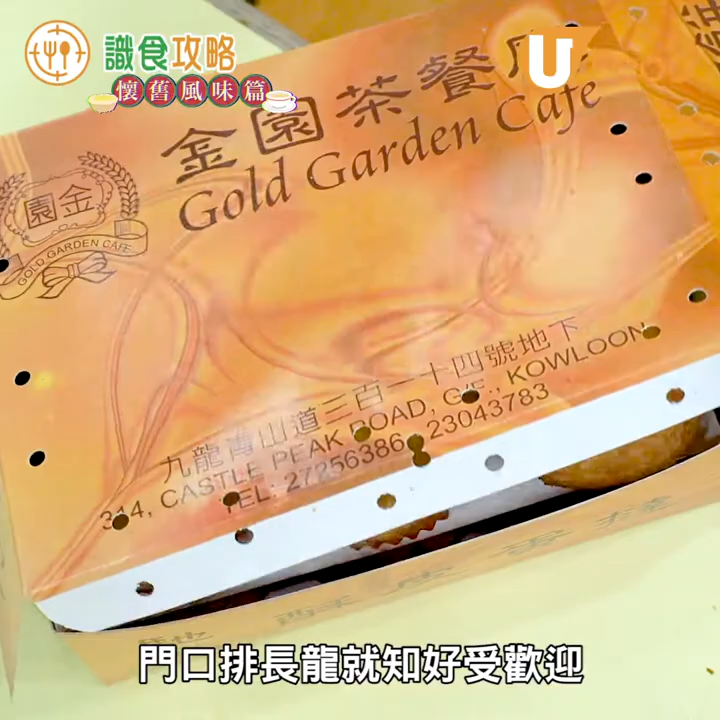 識食攻略
懷舊風味篇
U
金園茶餐
Gold Garden Cafe
園金
GOLD GARDEN CAFE
九龍青山道三百一十四號地下
314, CASTLE PEAK ROAD, G/F., KOWLOON
TEL: 27256386, 23043783
門口排長龍就知好受歡迎